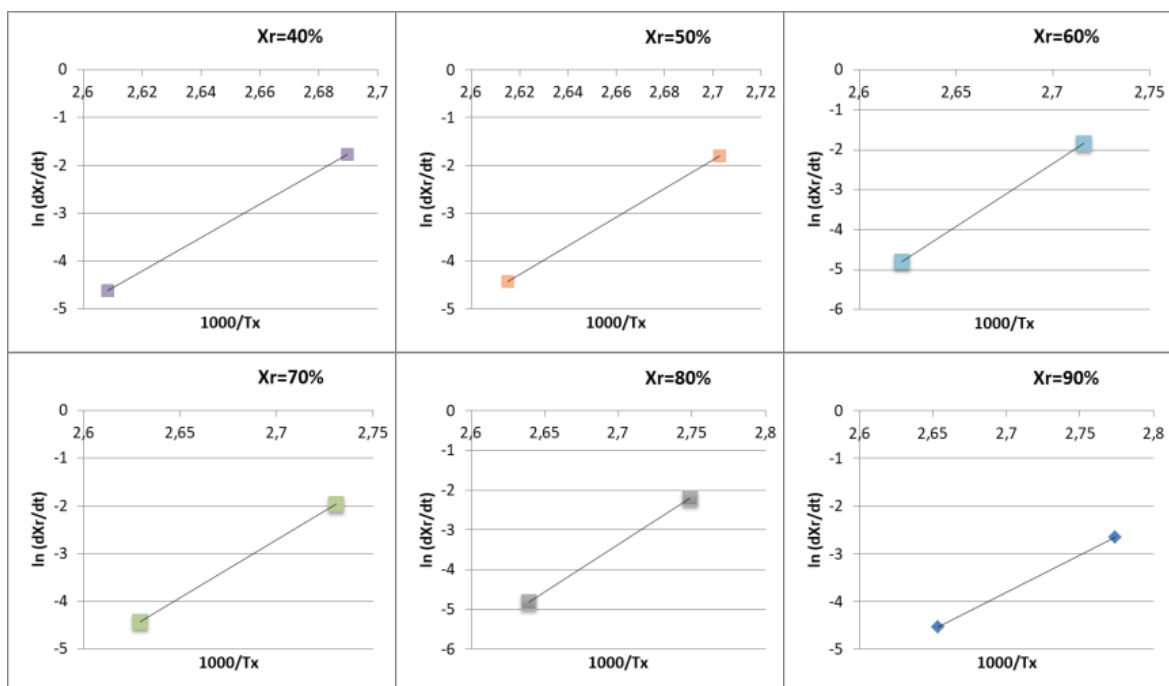 Xr=40%
0
2,6 2,62 2,64 2,66 2,68 2,7
-1
-2
-3
-4
-5
ln (dXr/dt)
1000/Tx
Xr=50%
0
2,6 2,62 2,64 2,66 2,68 2,7 2,72
-1
-2
-3
-4
-5
ln (dXr/dt)
1000/Tx
Xr=60%
0
2,6 2,65 2,7 2,75
-1
-2
-3
-4
-5
-6
ln (dXr/dt)
1000/Tx
Xr=70%
0
2,6 2,65 2,7 2,75
-1
-2
-3
-4
-5
ln (dXr/dt)
1000/Tx
Xr=80%
0
2,6 2,65 2,7 2,75 2,8
-1
-2
-3
-4
-5
-6
ln (dXr/dt)
1000/Tx
Xr=90%
0
2,6 2,65 2,7 2,75 2,8
-1
-2
-3
-4
-5
ln (dXr/dt)
1000/Tx